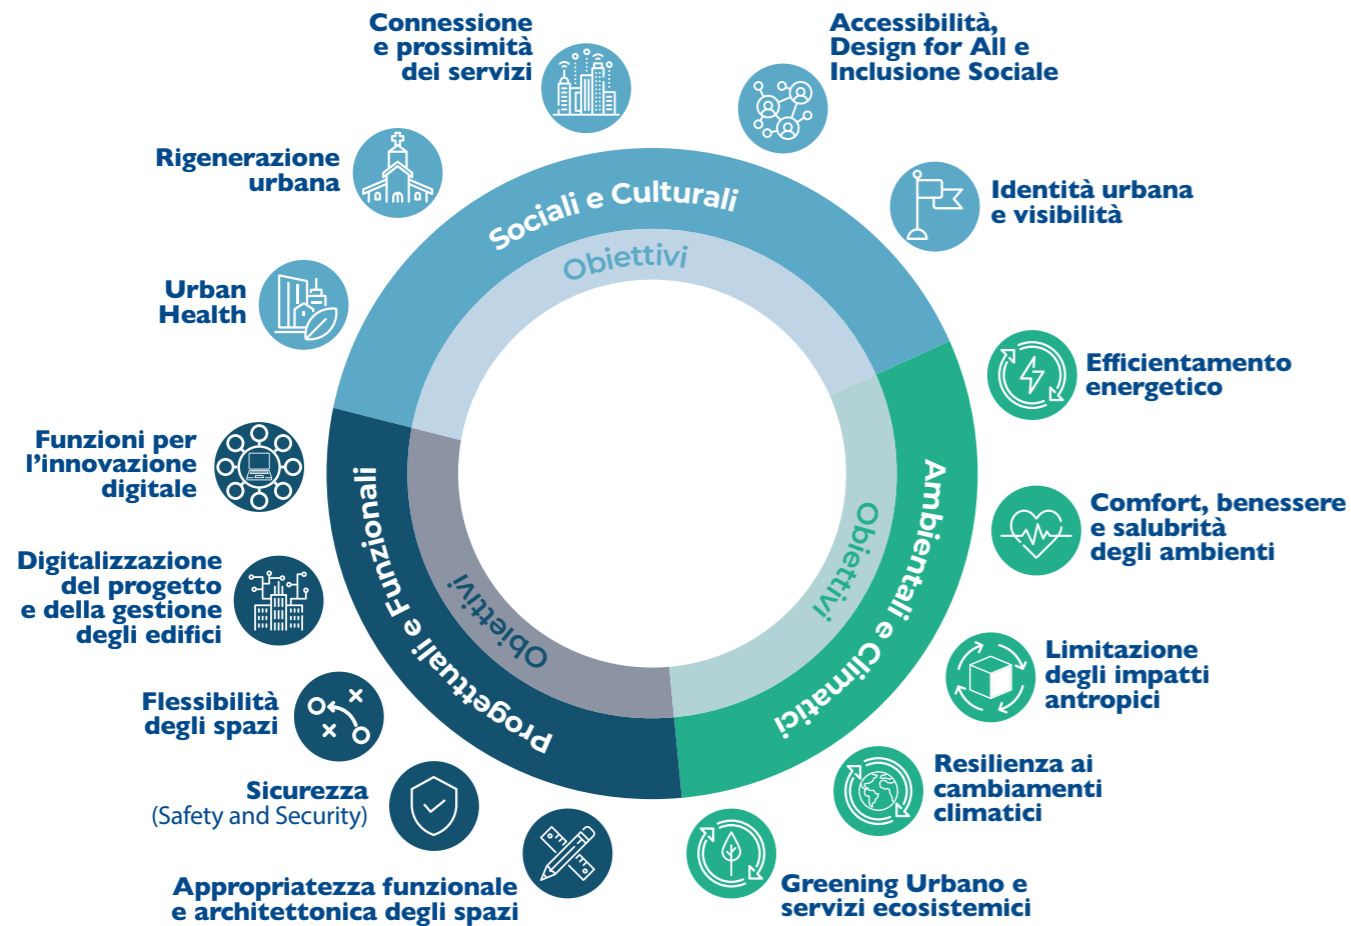 Connessione
e prossimità
dei servizi
Accessibilità,
Design for All e
Inclusione Sociale
Rigenerazione
urbana
Identità urbana
e visibilità
Urban
Health
Sociali e Culturali
Obiettivi
Efficientamento
energetico
Comfort, benessere
e salubrità
degli ambienti
Limitazione
degli impatti
antropici
Resilienza ai
cambiamenti
climatici
Greening Urbano e
servizi ecosistemici
Ambientali e Climatici
Obiettivi
Funzioni per
l’innovazione
digitale
Digitalizzazione
del progetto
e della gestione
degli edifici
Flessibilità
degli spazi
Sicurezza
(Safety and Security)
Appropriatezza funzionale
e architettonica degli spazi
Progettuali e Funzionali
Obiettivi